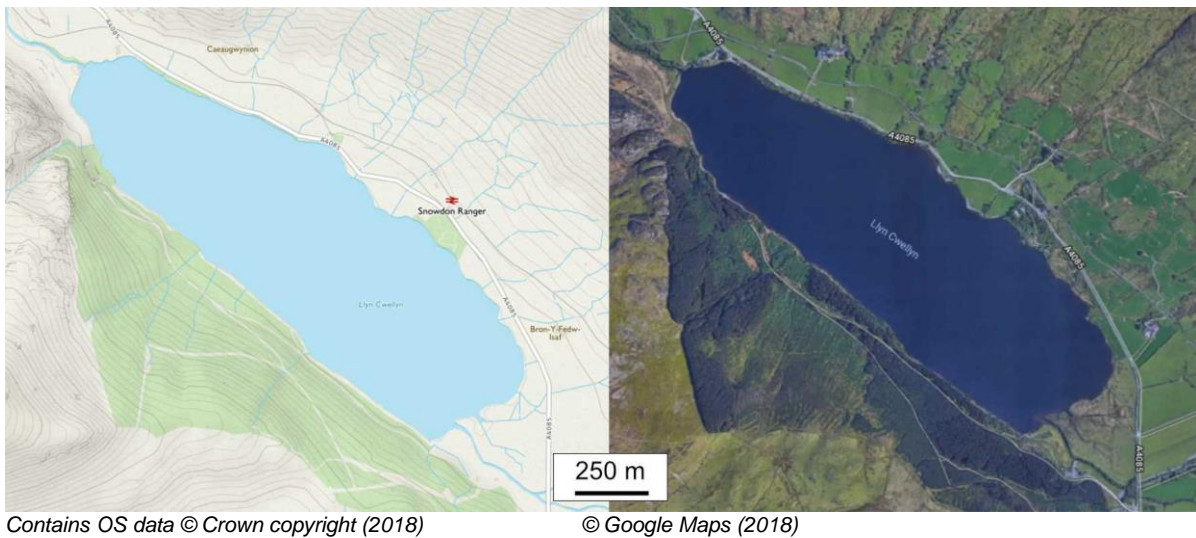 A4085
Caeaugwynion
A4085
Snowdon Ranger
A4085
Llyn Cwellyn
Bron-Y-Fedw-
Isaf
A4085
A4085
A4085
Llyn Cwellyn
A4085
A4085
250 m
Contains OS data © Crown copyright (2018)
© Google Maps (2018)